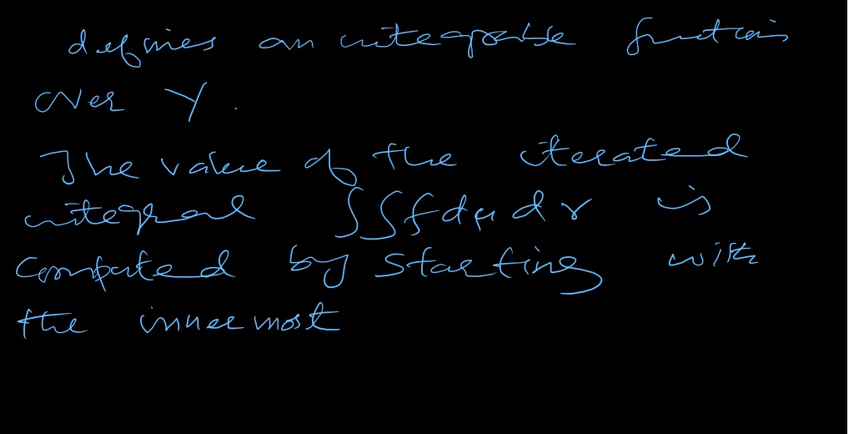 defines an integrable function
over Y.
The value of the iterated
integral ∫∫f dμ dγ is
computed by starting with
the innermost